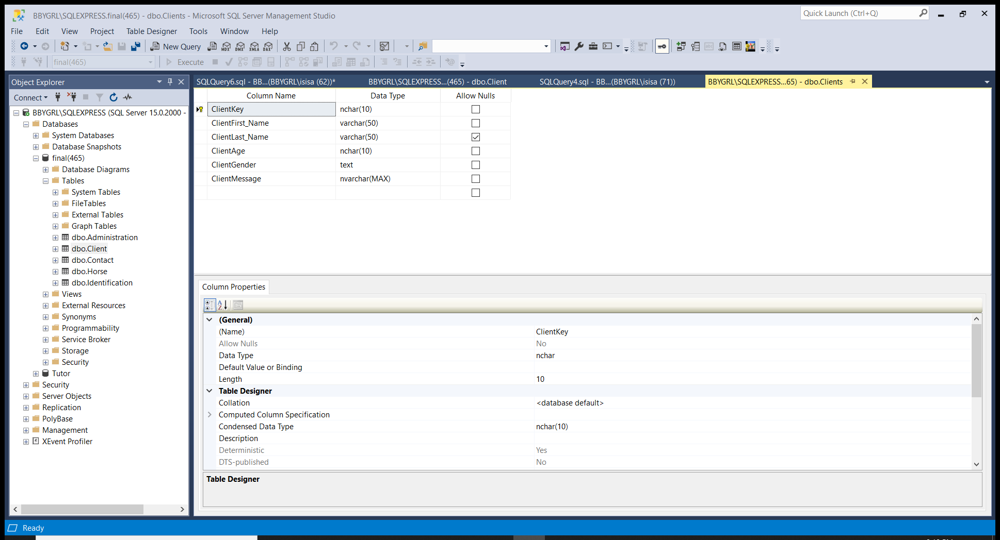 BBYGRL\SQLEXPRESS.final(465) - dbo.Clients - Microsoft SQL Server Management Studio
Quick Launch (Ctrl+Q)
File Edit View Project Table Designer Tools Window Help
New Query MDX DMX XMLA DAX
final(465) Execute
Object Explorer
SQLQuery6.sql - BB...(BBYGRL\isisa (62))* BBYGRL\SQLEXPRESS...(465) - dbo.Client SQLQuery4.sql - BB...(BBYGRL\isisa (71)) BBYGRL\SQLEXPRESS...65) - dbo.Clients
Connect
BBYGRL\SQLEXPRESS (SQL Server 15.0.2000 -
Databases
System Databases
Database Snapshots
final(465)
Database Diagrams
Tables
System Tables
FileTables
External Tables
Graph Tables
dbo.Administration
dbo.Client
dbo.Contact
dbo.Horse
dbo.Identification
Views
External Resources
Synonyms
Programmability
Service Broker
Storage
Security
Tutor
Security
Server Objects
Replication
PolyBase
Management
XEvent Profiler
Column Name Data Type Allow Nulls
ClientKey nchar(10)
ClientFirst_Name varchar(50)
ClientLast_Name varchar(50)
ClientAge nchar(10)
ClientGender text
ClientMessage nvarchar(MAX)
Column Properties
(General)
(Name) ClientKey
Allow Nulls No
Data Type nchar
Default Value or Binding
Length 10
Table Designer
Collation <database default>
Computed Column Specification
Condensed Data Type nchar(10)
Description
Deterministic Yes
DTS-published No
Table Designer
Ready